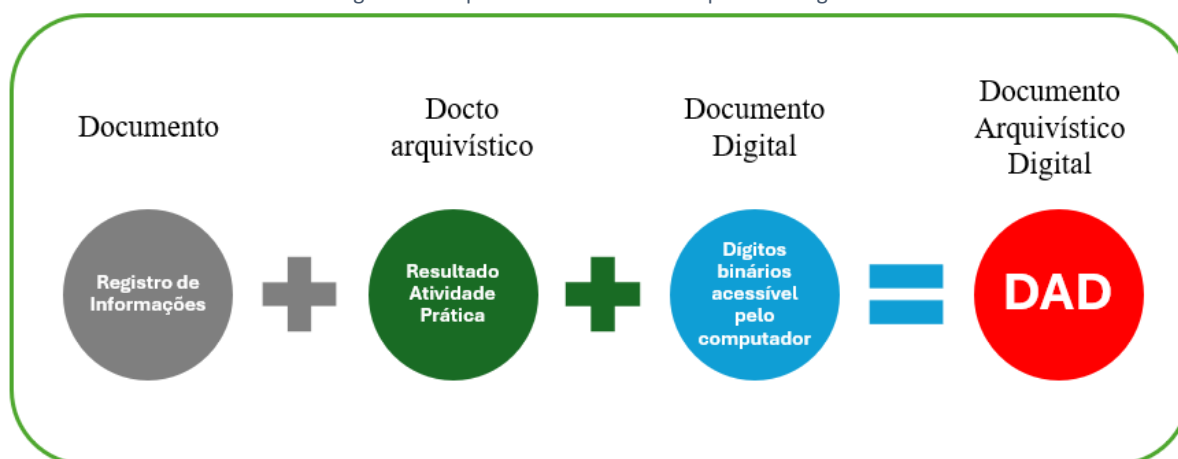 Documento
Registro de
Informações
Docto
arquivístico
Resultado
Atividade
Prática
Documento
Digital
Dígitos
binários
acessível
pelo
computador
Documento
Arquivístico
Digital
DAD